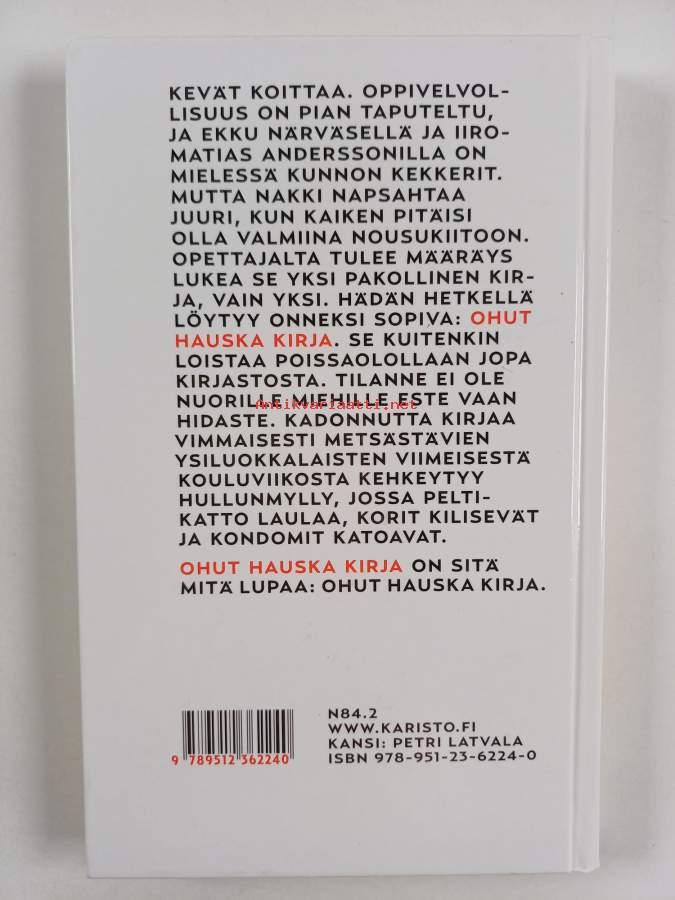 KEVÄT KOITTAA. OPPIVELVOL-
LISUUS ON PIAN TAPUTELTU,
JA EKKU NÄRVÄSELLÄ JA IIRO-
MATIAS ANDERSSONILLA ON
MIELESSÄ KUNNON KEKKERIT.
MUTTA NAKKI NAPSAHTAA
JUURI, KUN KAIKEN PITÄISI
OLLA VALMIINA NOUSUKIITOON.
OPETTAJALTA TULEE MÄÄRÄYS
LUKEA SE YKSI PAKOLLINEN KIR-
JA, VAIN YKSI. HÄDÄN HETKELLÄ
LÖYTYY ONNEKSI SOPIVA: OHUT
HAUSKA KIRJA. SE KUITENKIN
LOISTAA POISSAOLOLLAAN JOPA
KIRJASTOSTA. TILANNE EI OLE
NUORILLE MIEHILLE ESTE VAAN
Antikvariaatti.net
HIDASTE. KADONNUTTA KIRJAA
VIMMAISESTI METSÄSTÄVIEN
YSILUOKKALAISTEN VIIMEISESTÄ
KOULUVIIKOSTA KEHKEYTYY
HULLUNMYLLY, JOSSA PELTI-
KATTO LAULAA, KORIT KILISEVÄT
JA KONDOMIT KATOAVAT.
OHUT HAUSKA KIRJA ON SITÄ
MITÄ LUPAA: OHUT HAUSKA KIRJA.
N84.2
WWW.KARISTO.FI
KANSI: PETRI LATVALA
ISBN 978-951-23-6224-0
9 789512 362240